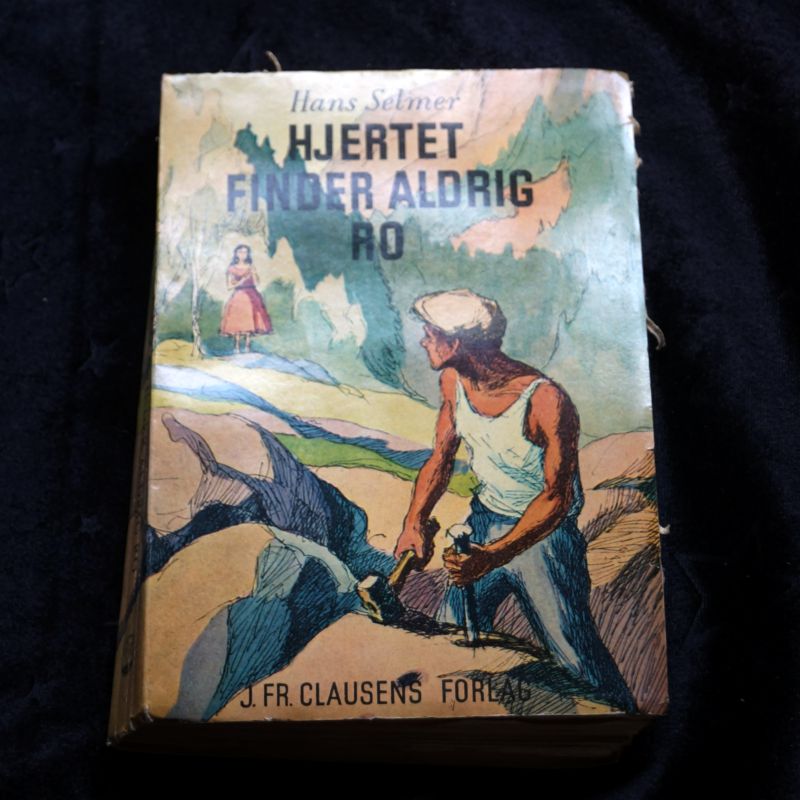 Hans Selmer
HJERTET
FINDER ALDRIG
RO
J. FR. CLAUSENS FORLAG